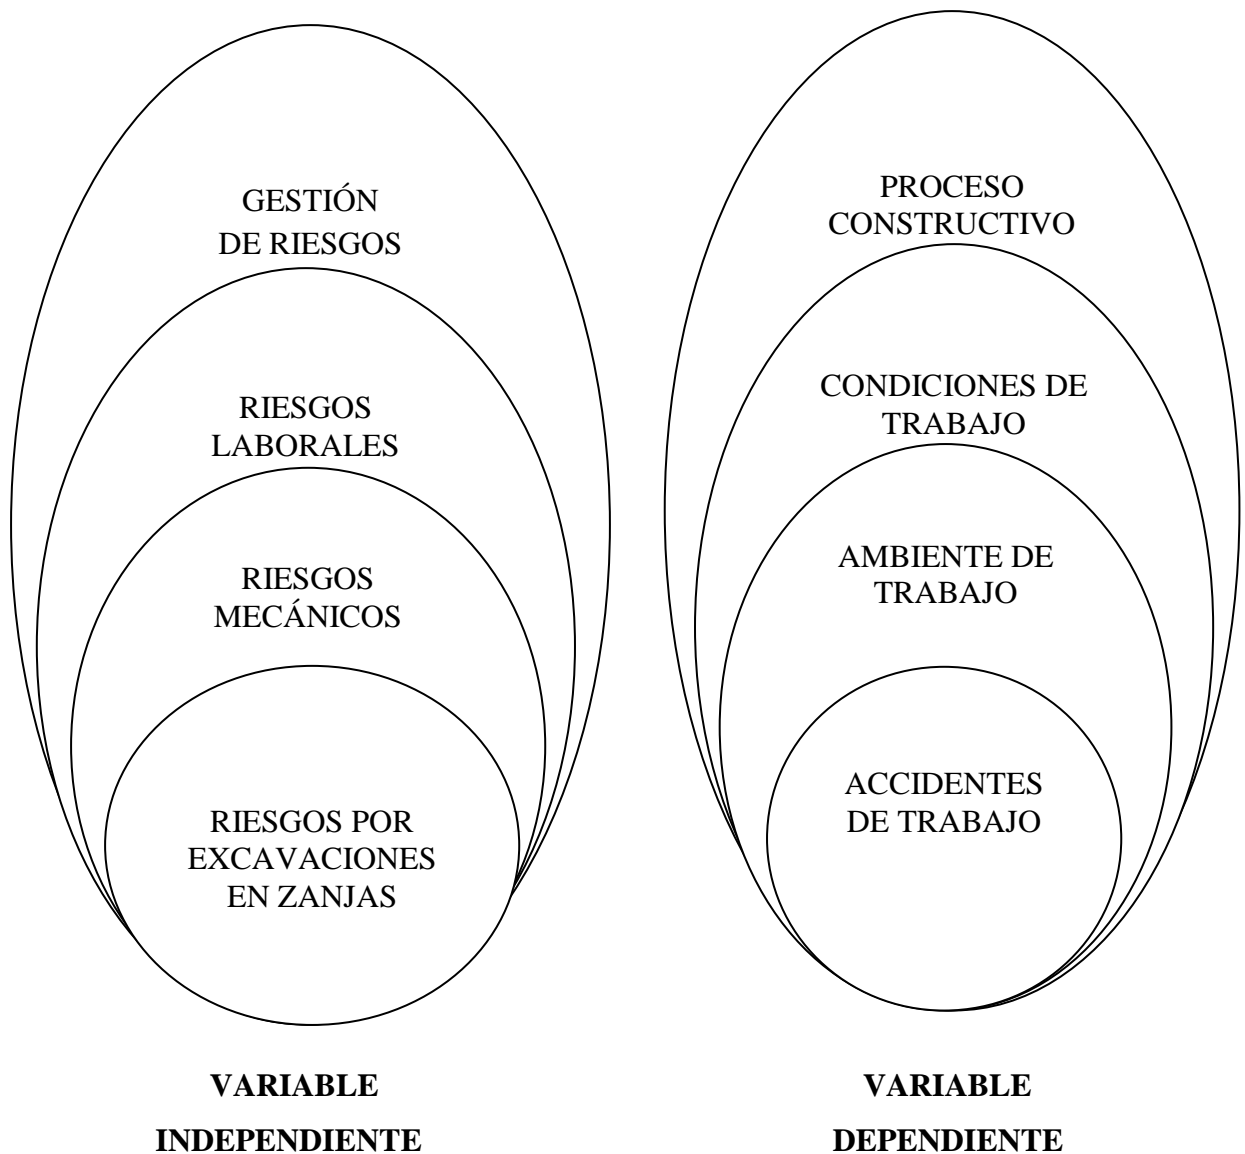 GESTIÓN
DE RIESGOS
RIESGOS
LABORALES
RIESGOS
MECÁNICOS
RIESGOS POR
EXCAVACIONES
EN ZANJAS
VARIABLE
INDEPENDIENTE
PROCESO
CONSTRUCTIVO
CONDICIONES DE
TRABAJO
AMBIENTE DE
TRABAJO
ACCIDENTES
DE TRABAJO
VARIABLE
DEPENDIENTE